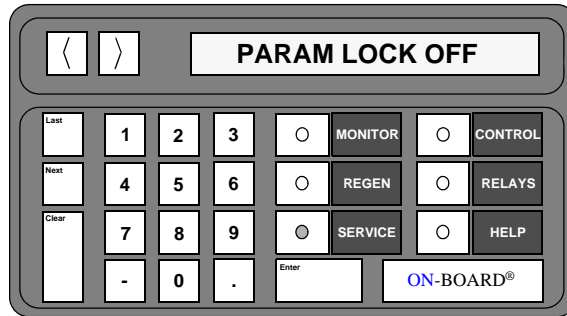 〈 〉 PARAM LOCK OFF
Last 1 2 3 MONITOR CONTROL
Next 4 5 6 REGEN RELAYS
Clear 7 8 9 SERVICE HELP
- 0 . Enter ON-BOARD®